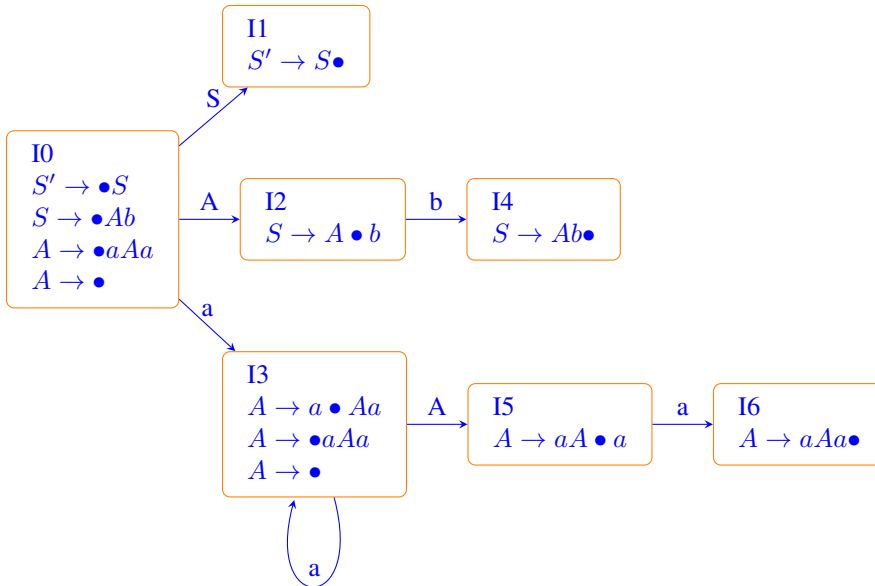 I1
S′ → S●
S
I0
S′ → ●S
S → ●Ab
A → ●aAa
A → ●
A
I2
S → A ● b
b
I4
S → Ab●
a
I3
A → a ● Aa
A → ●aAa
A → ●
A
I5
A → aA ● a
a
I6
A → aAa●
a